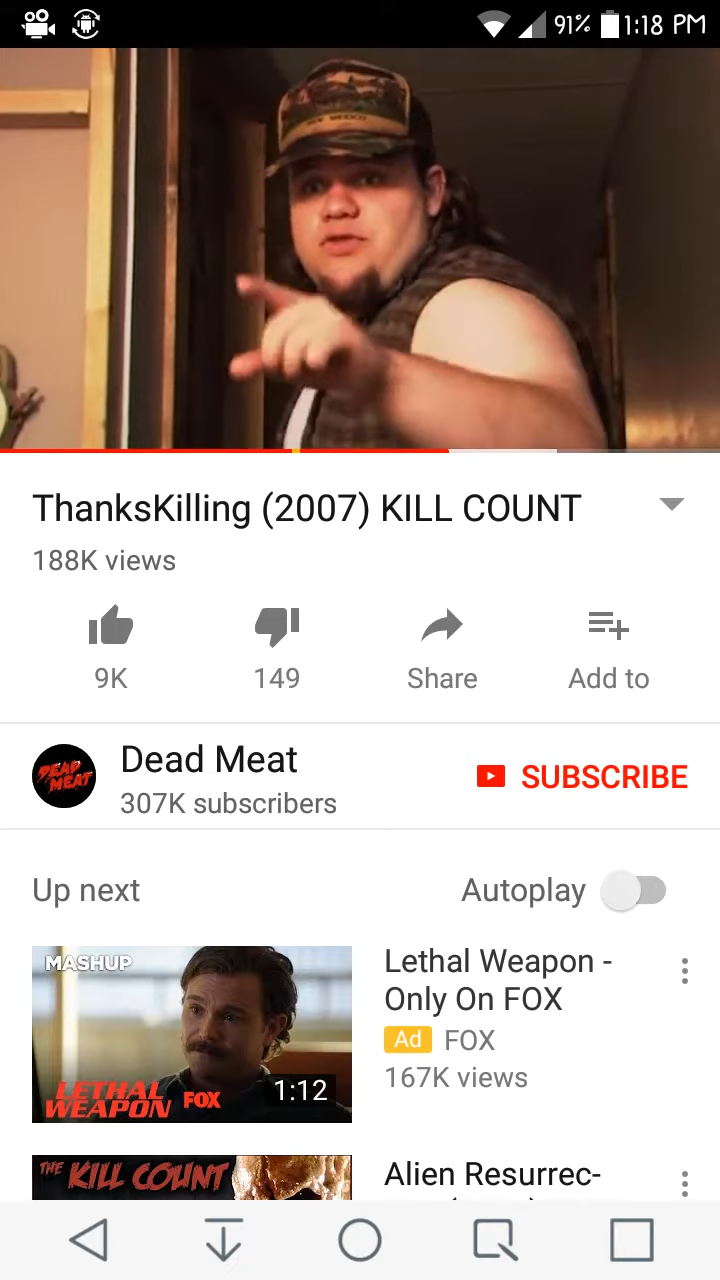 91% 1:18 PM
NEW MEXICO
ThanksKilling (2007) KILL COUNT
188K views
9K 149 Share Add to
DEAD MEAT
Dead Meat
307K subscribers
SUBSCRIBE
Up next
Autoplay
MASHUP
LETHAL WEAPON FOX
1:12
Lethal Weapon -
Only On FOX
Ad FOX
167K views
THE KILL COUNT
Alien Resurrec-